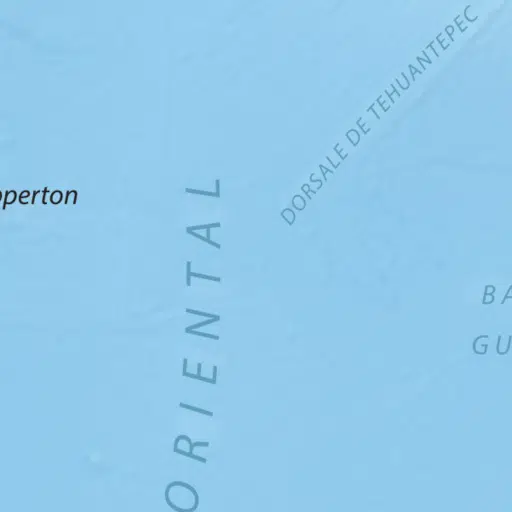 DORSALE DE TEHUANTEPEC
pperton
ORIENTAL
BA
GU